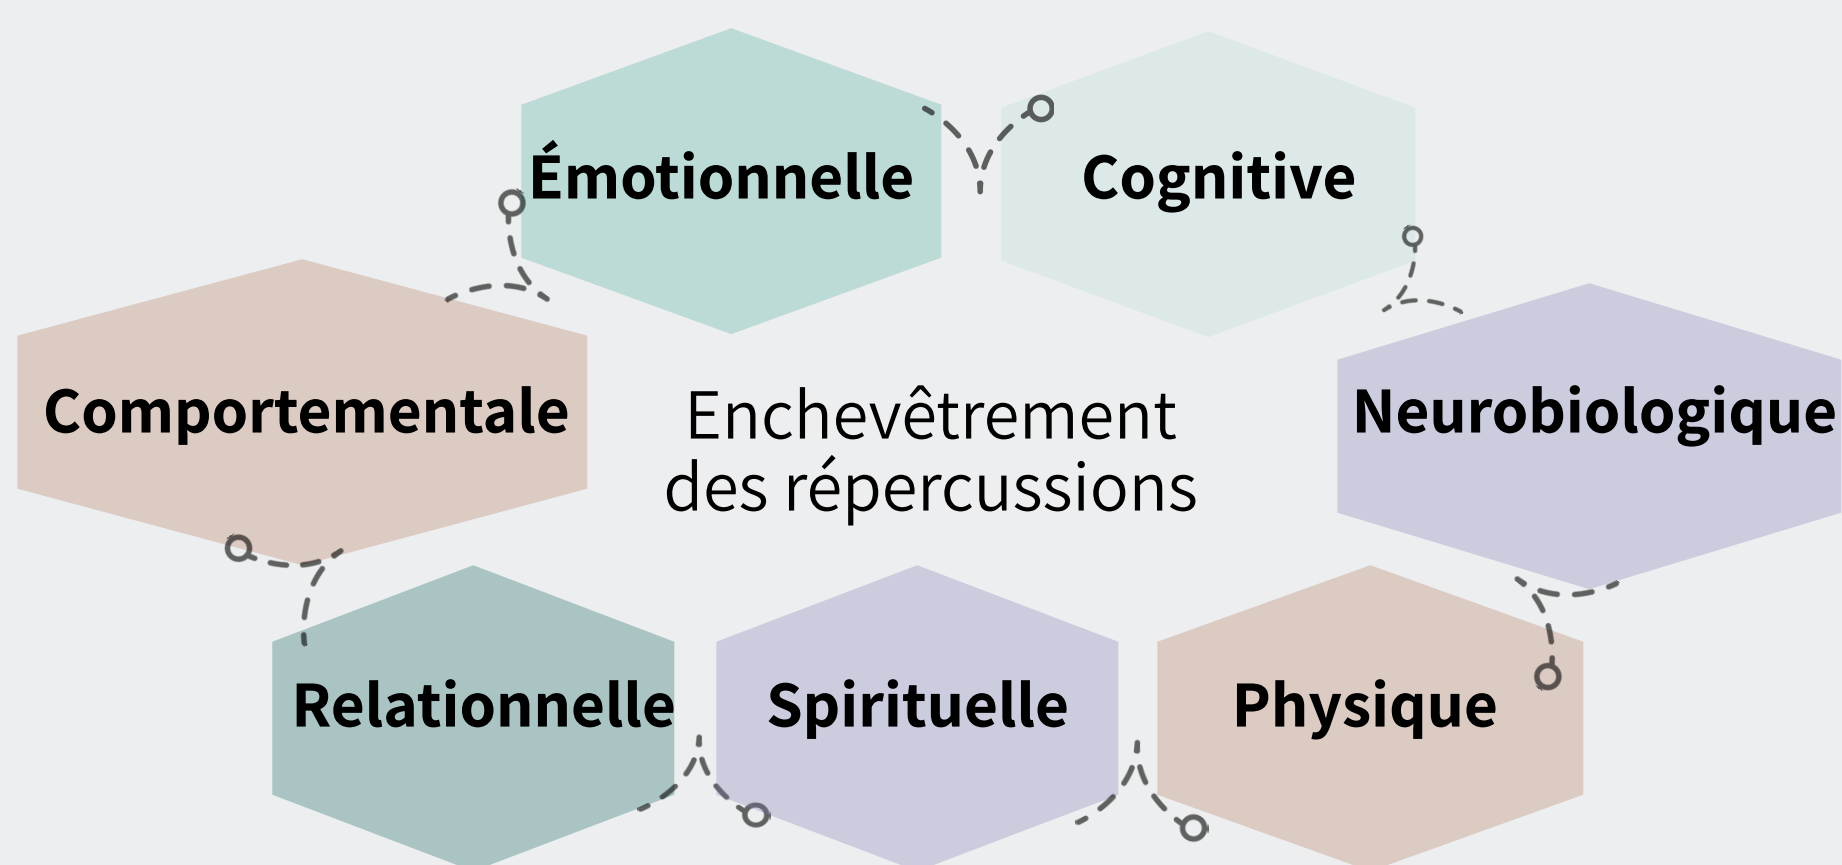 Émotionnelle
Cognitive
Comportementale
Enchevêtrement
des répercussions
Neurobiologique
Relationnelle
Spirituelle
Physique